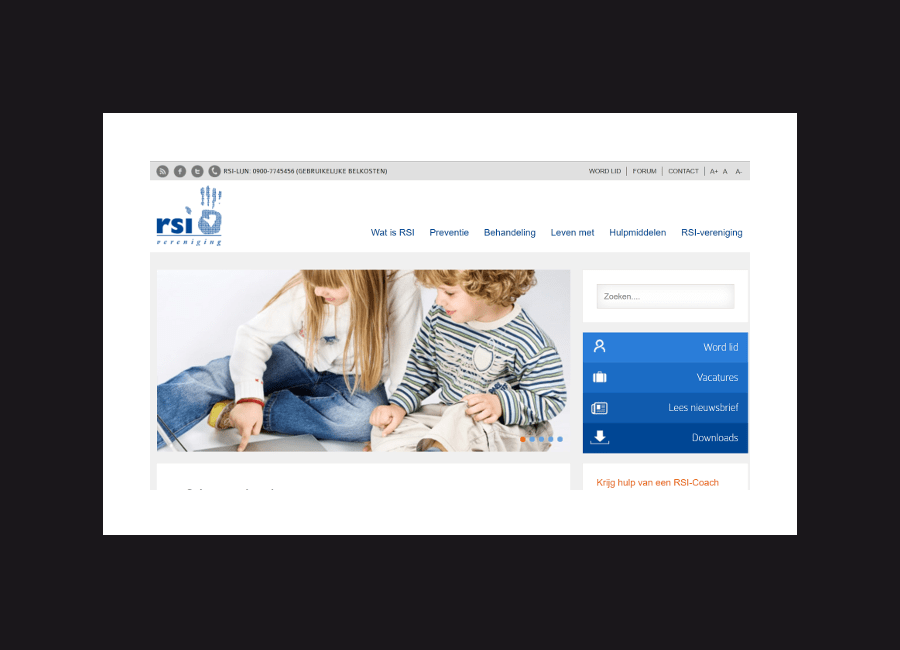 RSI-LIJN: 0900-7745456 (GEBRUIKELIJKE BELKOSTEN)
WORD LID FORUM CONTACT A+ A A-
rsi
vereniging
Wat is RSI Preventie Behandeling Leven met Hulpmiddelen RSI-vereniging
Zoeken....
Word lid
Vacatures
Lees nieuwsbrief
Downloads
Krijg hulp van een RSI-Coach